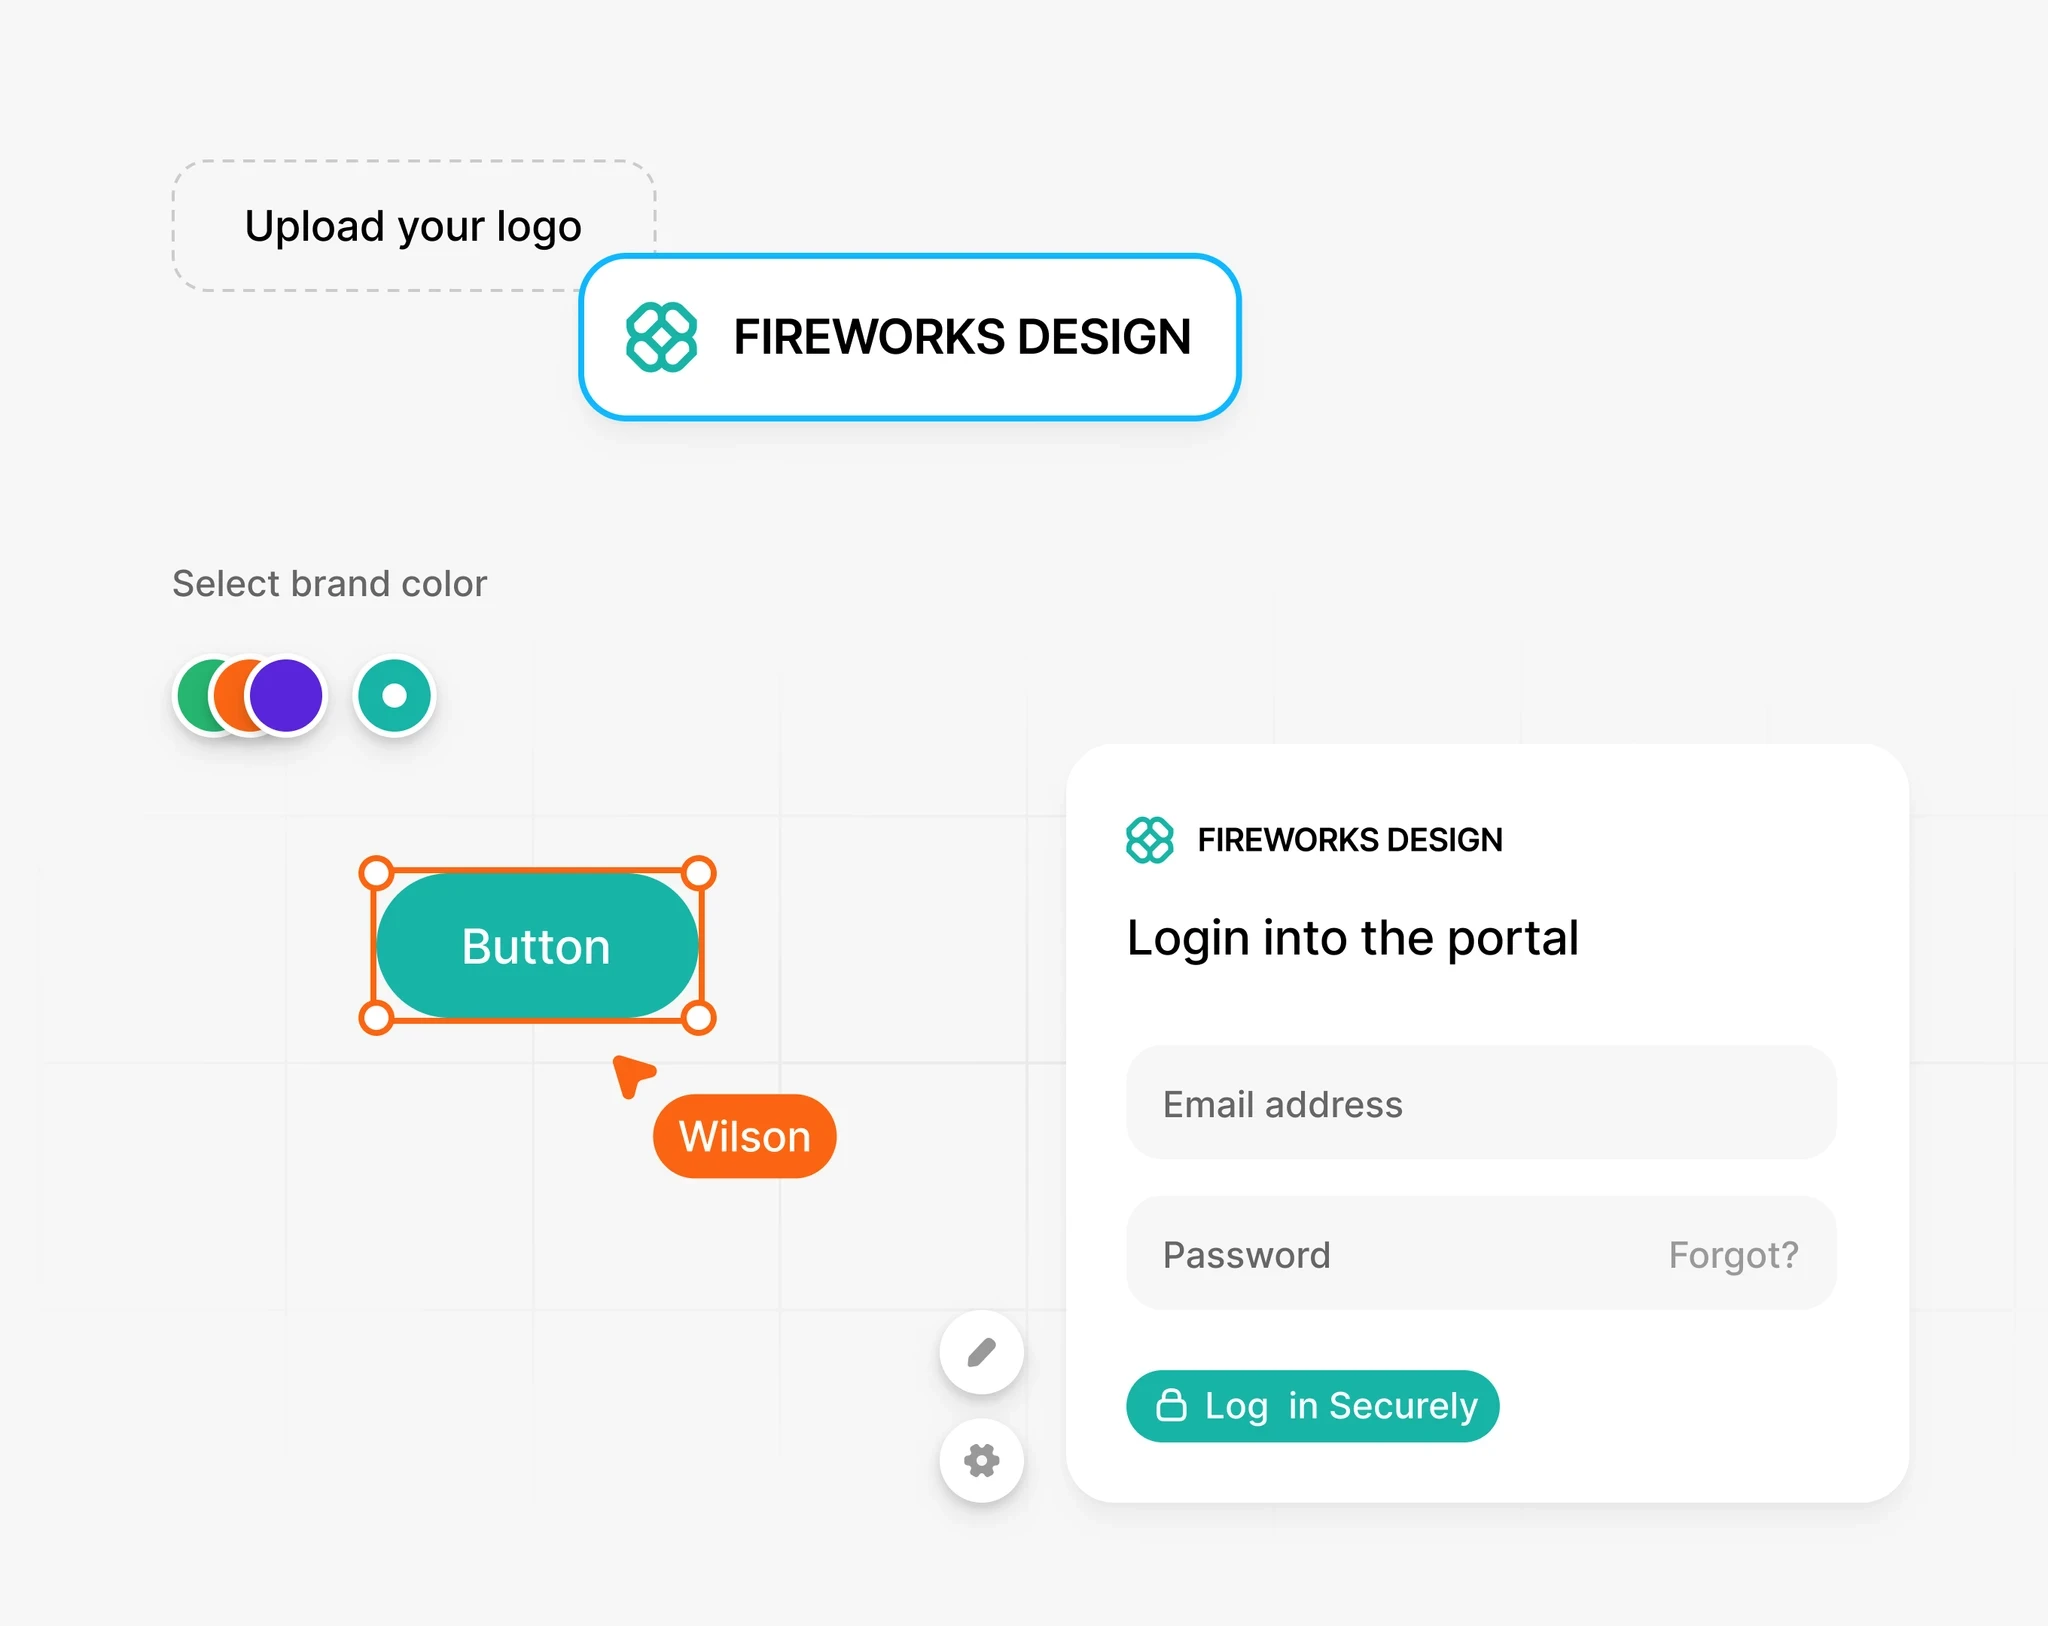 Upload your logo
FIREWORKS DESIGN
Select brand color
Button
Wilson
FIREWORKS DESIGN
Login into the portal
Email address
Password Forgot?
Log in Securely